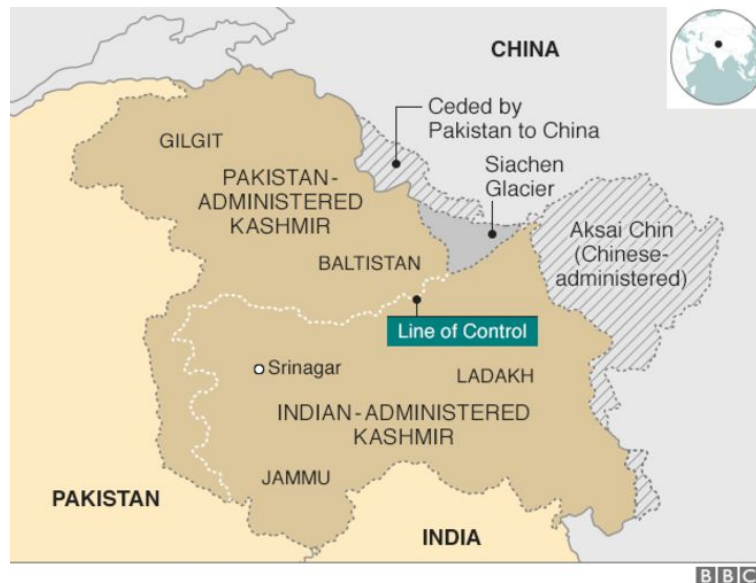 CHINA
Ceded by
Pakistan to China
Siachen
Glacier
GILGIT
PAKISTAN-
ADMINISTERED
KASHMIR
Aksai Chin
(Chinese-
administered)
BALTISTAN
Line of Control
Srinagar
LADAKH
INDIAN-ADMINISTERED
KASHMIR
JAMMU
PAKISTAN
INDIA
BBC